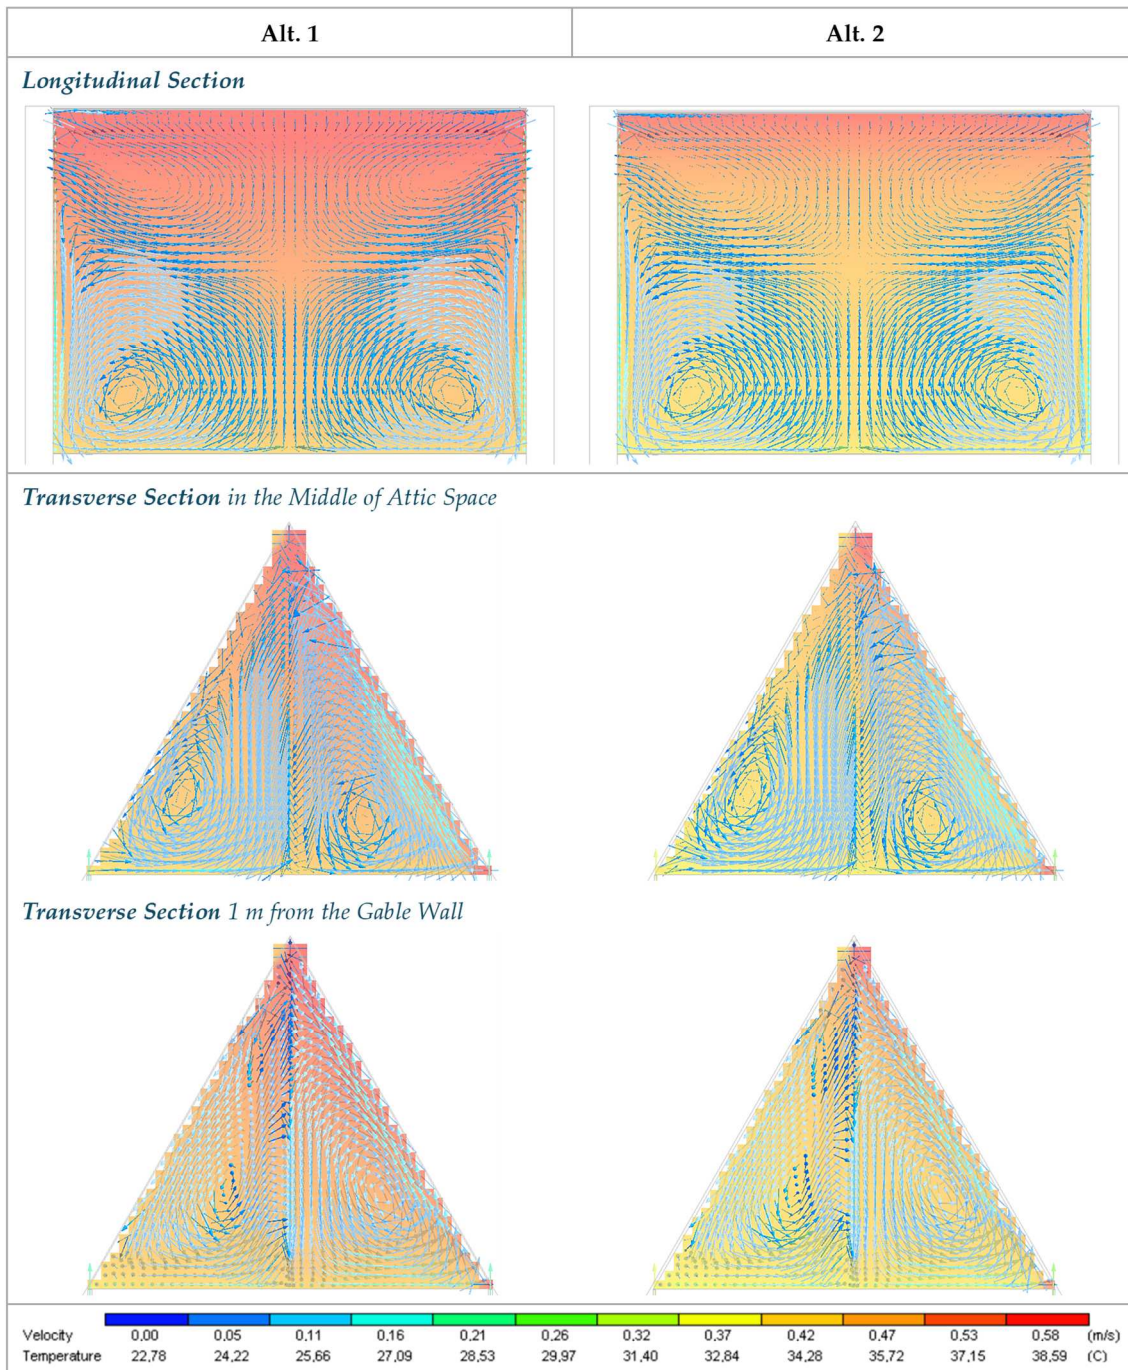 Alt. 1 Alt. 2
Longitudinal Section
Transverse Section in the Middle of Attic Space
Transverse Section 1 m from the Gable Wall
Velocity 0,00 0,05 0,11 0,16 0,21 0,26 0,32 0,37 0,42 0,47 0,53 0,58 (m/s)
Temperature 22,78 24,22 25,66 27,09 28,53 29,97 31,40 32,84 34,28 35,72 37,15 38,59 (C)